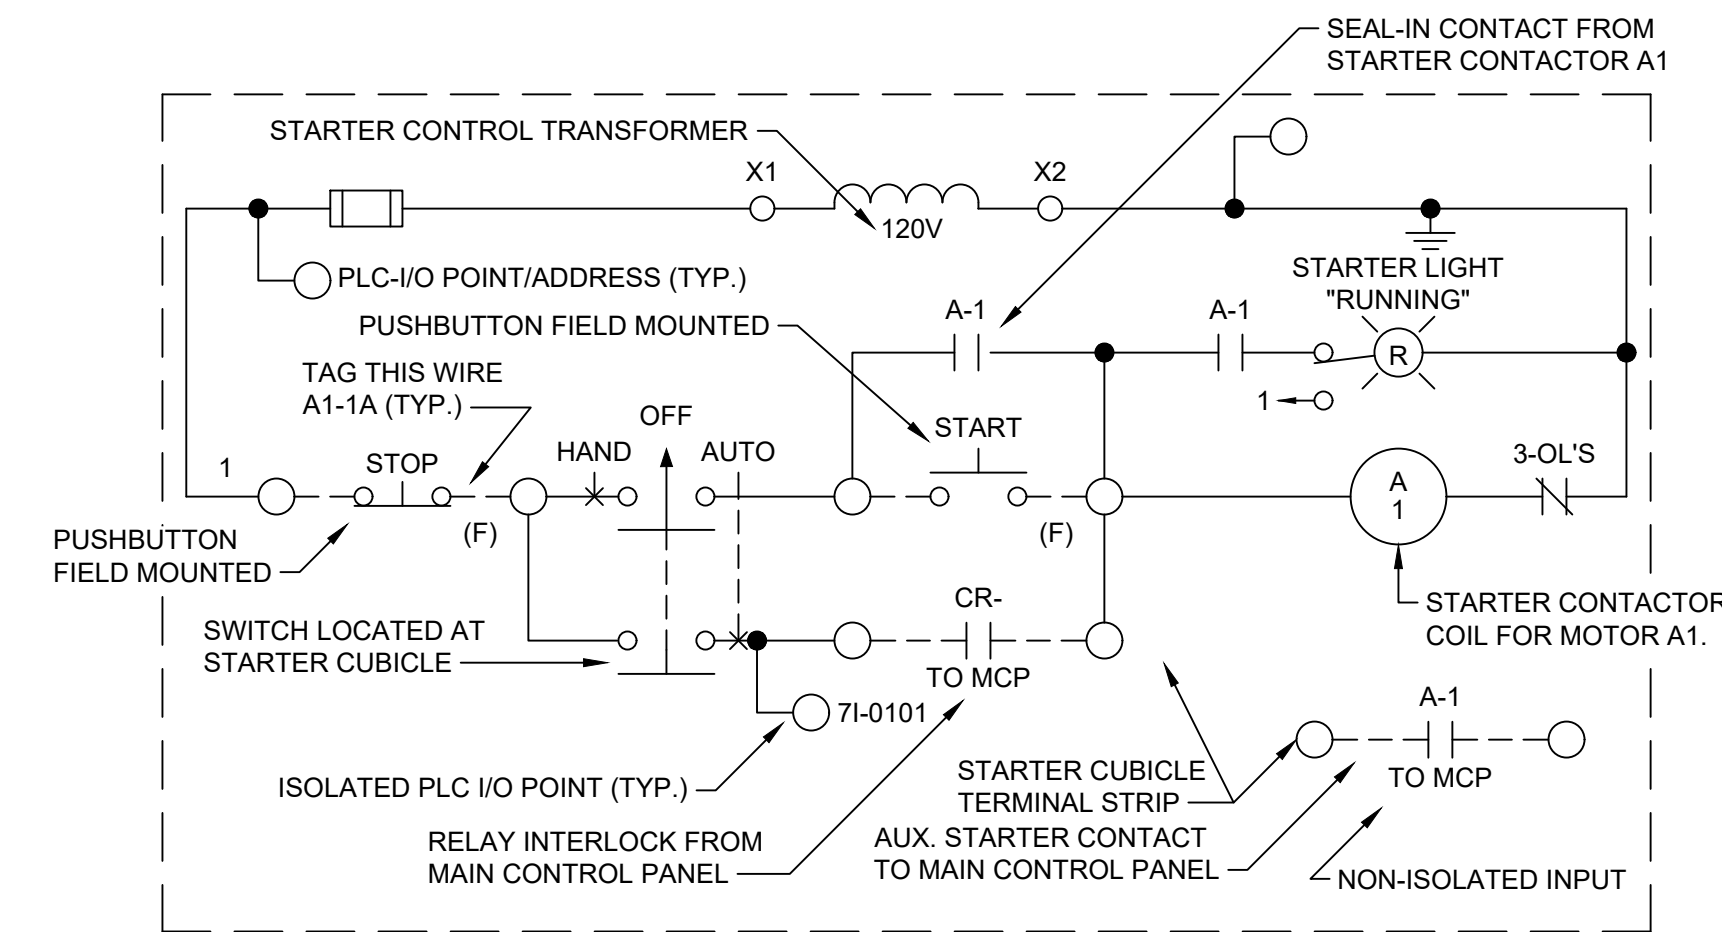 SEAL-IN CONTACT FROM
STARTER CONTACTOR A1
STARTER CONTROL TRANSFORMER
X1
X2
120V
PLC-I/O POINT/ADDRESS (TYP.)
STARTER LIGHT
"RUNNING"
A-1
A-1
PUSHBUTTON FIELD MOUNTED
R
TAG THIS WIRE
A1-1A (TYP.)
1
OFF
START
HAND
AUTO
1
STOP
3-OL'S
A
1
(F)
(F)
PUSHBUTTON
FIELD MOUNTED
CR-
STARTER CONTACTOR
COIL FOR MOTOR A1.
SWITCH LOCATED AT
STARTER CUBICLE
TO MCP
7I-0101
A-1
TO MCP
ISOLATED PLC I/O POINT (TYP.)
STARTER CUBICLE
TERMINAL STRIP
RELAY INTERLOCK FROM
MAIN CONTROL PANEL
AUX. STARTER CONTACT
TO MAIN CONTROL PANEL
NON-ISOLATED INPUT